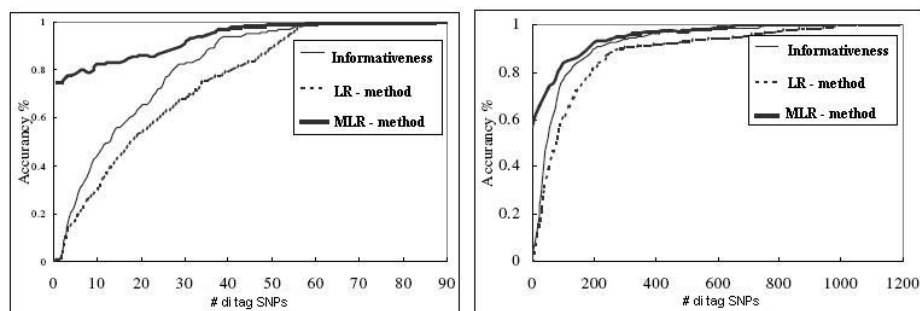 1
0.8
0.6
0.4
0.2
0
Accurancy %
0 10 20 30 40 50 60 70 80 90
# di tag SNPs
Informativeness
LR - method
MLR - method
1
0.8
0.6
0.4
0.2
0
Accurancy %
0 200 400 600 800 1000 1200
# di tag SNPs
Informativeness
LR - method
MLR - method